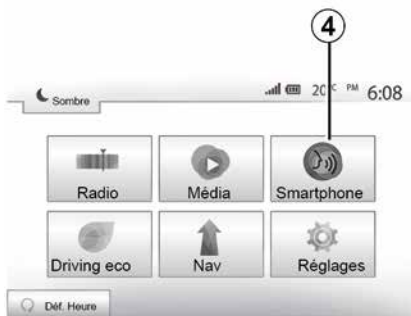 4
Sombre 20 °C PM 6:08
Radio Média Smartphone
Driving eco Nav Réglages
Déf. Heure